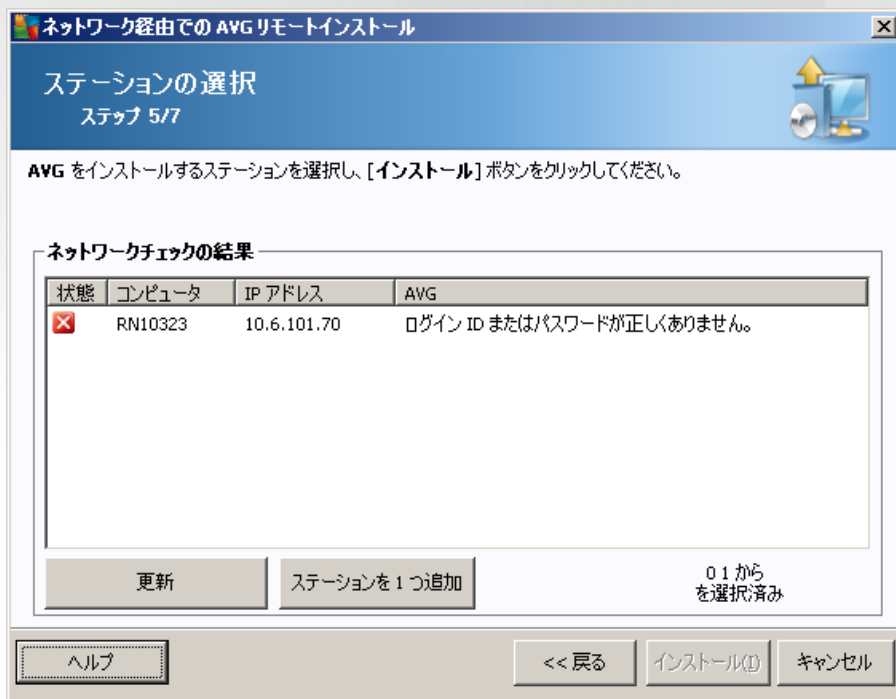 ネットワーク経由での AVG リモートインストール
ステーションの選択
ステップ 5/7
AVG をインストールするステーションを選択し、[インストール] ボタンをクリックしてください。
ネットワークチェックの結果
状態 コンピュータ IP アドレス AVG
RN10323 10.6.101.70 ログイン ID またはパスワードが正しくありません。
更新 ステーションを 1 つ追加 0 1 から
を選択済み
ヘルプ << 戻る インストール(I) キャンセル